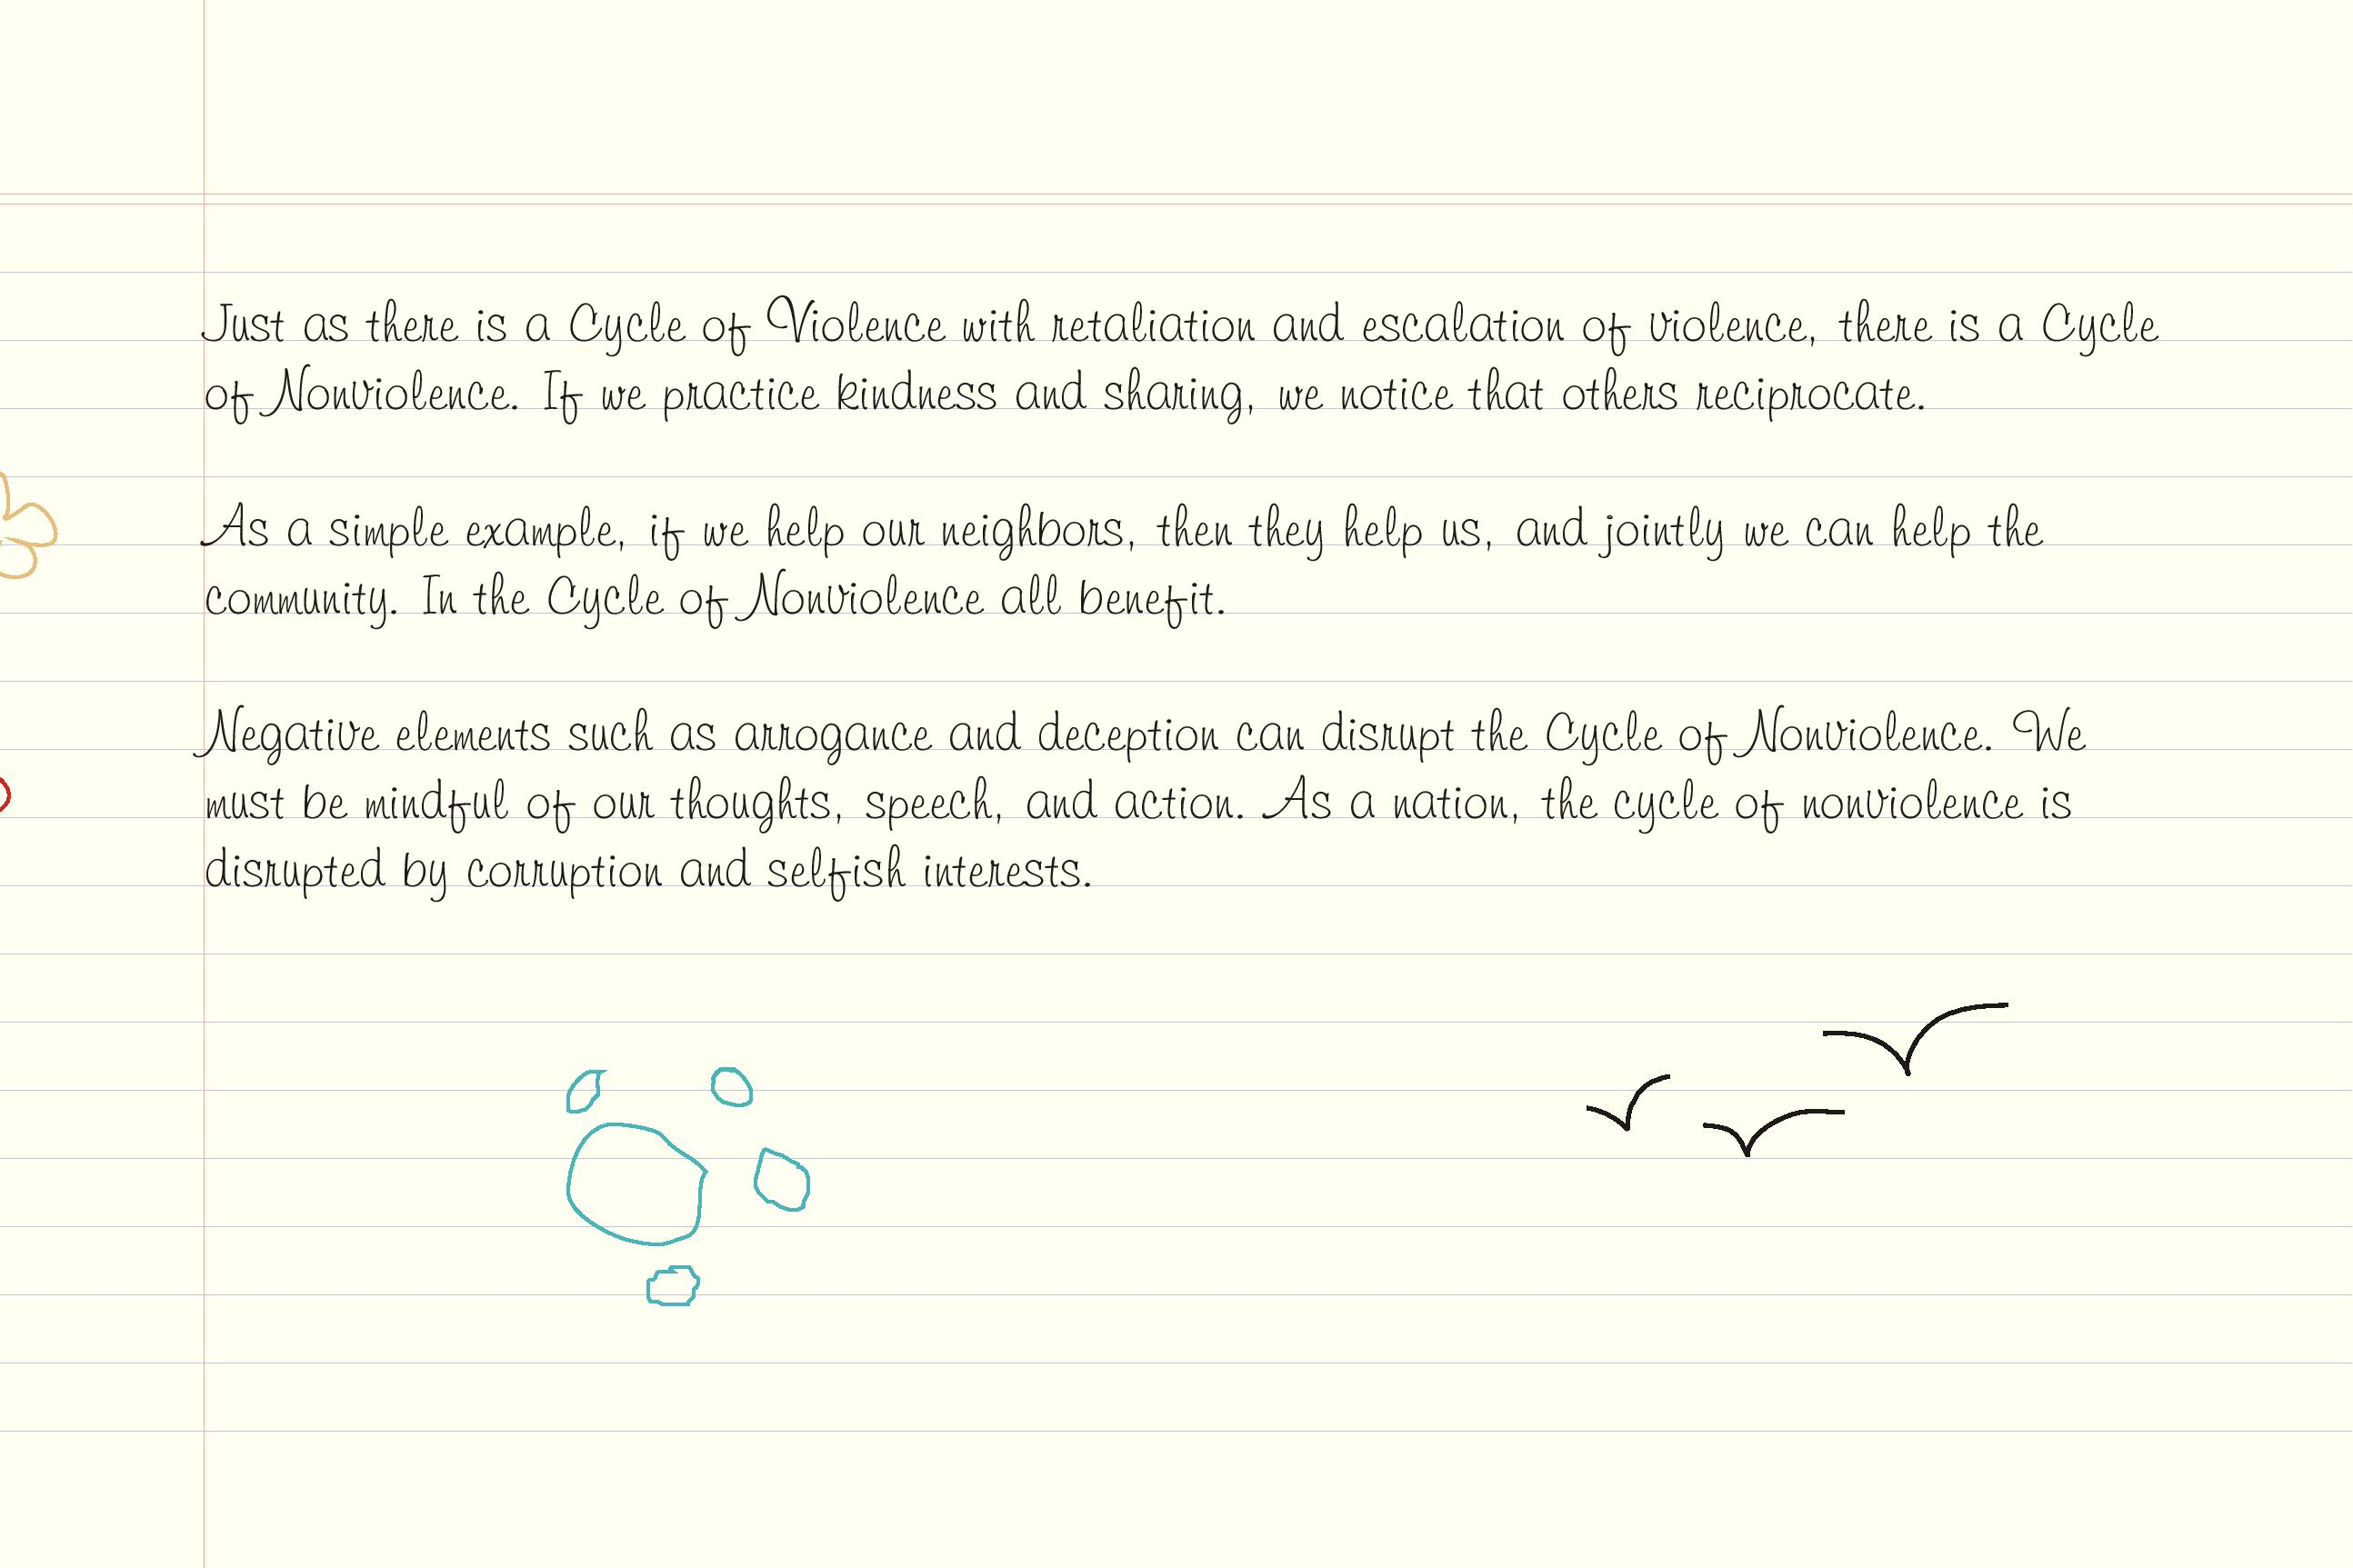 Just as there is a Cycle of Violence with retaliation and escalation of violence, there is a Cycle
of Nonviolence. If we practice kindness and sharing, we notice that others reciprocate.
As a simple example, if we help our neighbors, then they help us, and jointly we can help the
community. In the Cycle of Nonviolence all benefit.
Negative elements such as arrogance and deception can disrupt the Cycle of Nonviolence. We
must be mindful of our thoughts, speech, and action. As a nation, the cycle of nonviolence is
disrupted by corruption and selfish interests.